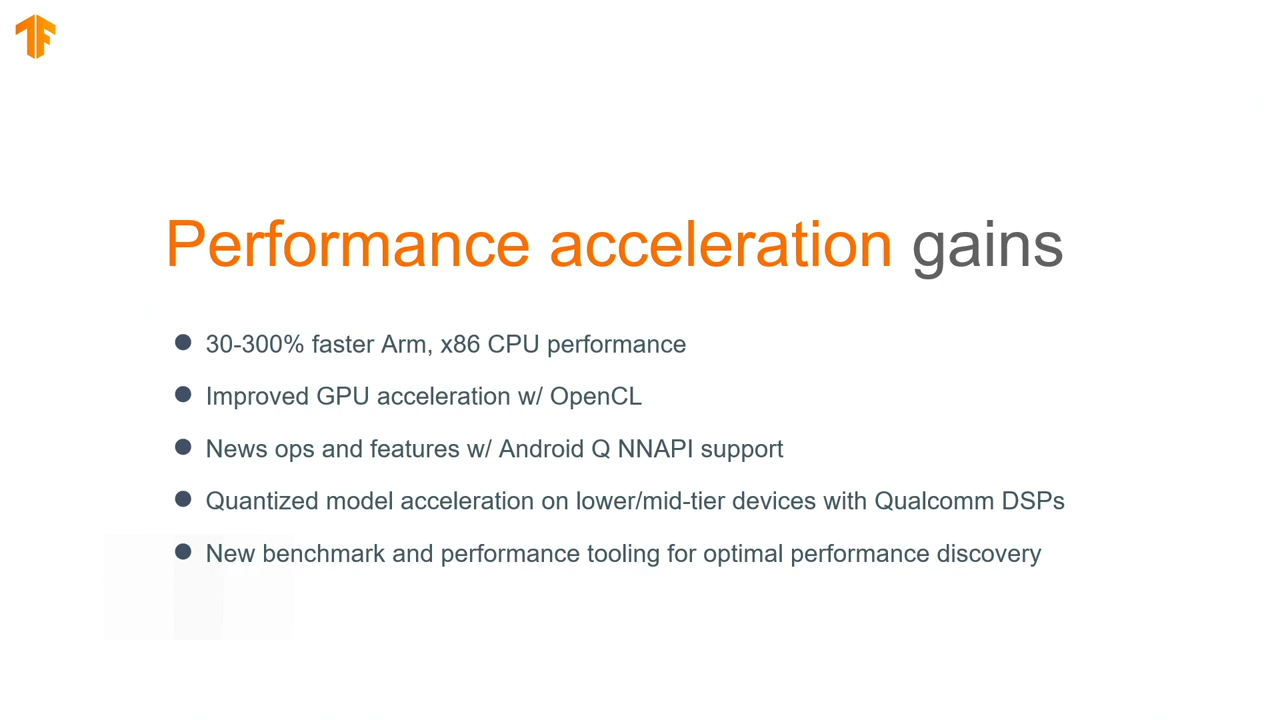 Performance acceleration gains
● 30-300% faster Arm, x86 CPU performance
● Improved GPU acceleration w/ OpenCL
● News ops and features w/ Android Q NNAPI support
● Quantized model acceleration on lower/mid-tier devices with Qualcomm DSPs
● New benchmark and performance tooling for optimal performance discovery